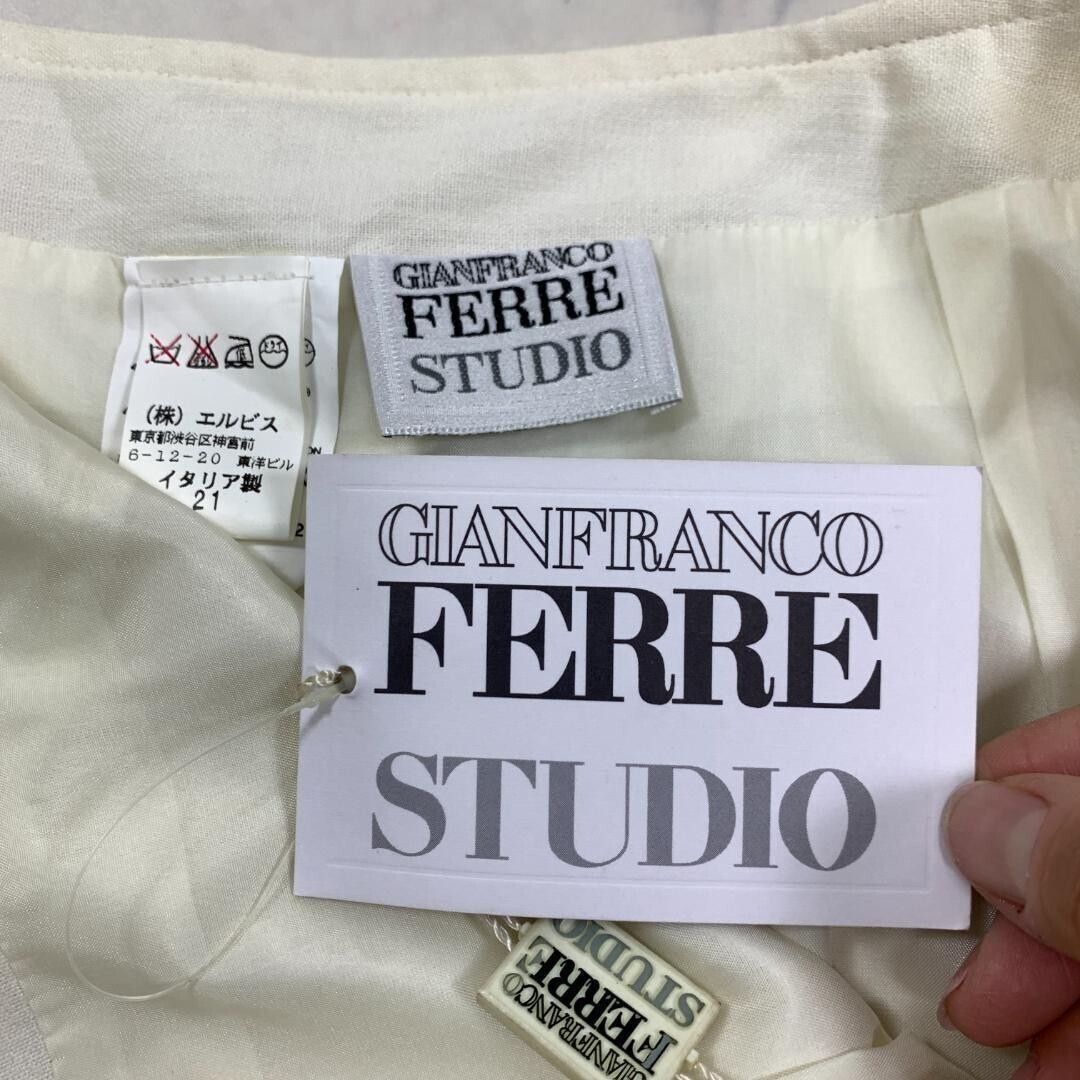 GIANFRANCO
FERRE
STUDIO
(株) エルビス
東京都渋谷区神宮前
6-12-20 東洋ビル
イタリア製
21
GIANFRANCO
FERRE
STUDIO
GIANFRANCO
FERRE
STUDIO